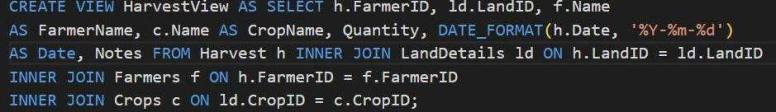 CREATE VIEW HarvestView AS SELECT h.FarmerID, ld.LandID, f.Name
AS FarmerName, c.Name AS CropName, Quantity, DATE_FORMAT(h.Date, '%Y-%m-%d')
AS Date, Notes FROM Harvest h INNER JOIN LandDetails ld ON h.LandID = ld.LandID
INNER JOIN Farmers f ON h.FarmerID = f.FarmerID
INNER JOIN Crops c ON ld.CropID = c.CropID;